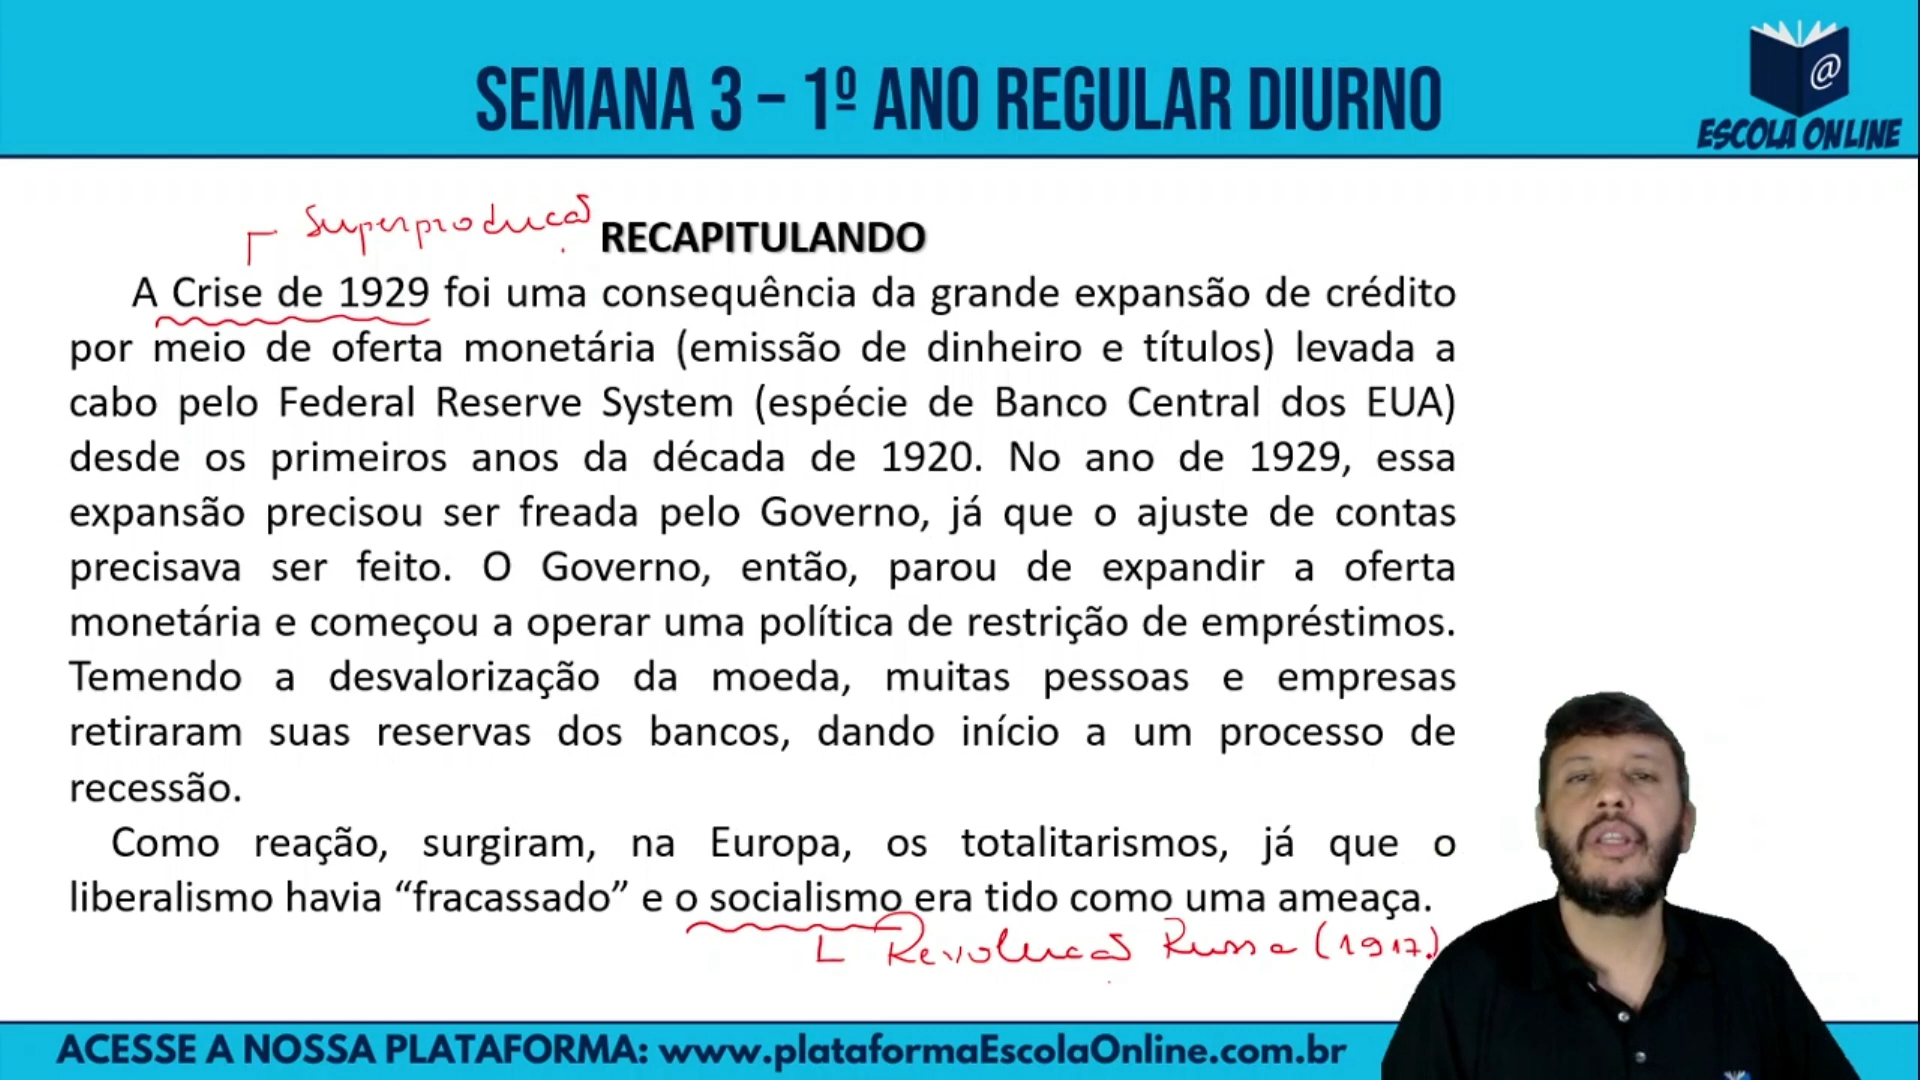 SEMANA 3 – 1º ANO REGULAR DIURNO
@
ESCOLA ONLINE
Superprodução
RECAPITULANDO
A Crise de 1929 foi uma consequência da grande expansão de crédito
por meio de oferta monetária (emissão de dinheiro e títulos) levada a
cabo pelo Federal Reserve System (espécie de Banco Central dos EUA)
desde os primeiros anos da década de 1920. No ano de 1929, essa
expansão precisou ser freada pelo Governo, já que o ajuste de contas
precisava ser feito. O Governo, então, parou de expandir a oferta
monetária e começou a operar uma política de restrição de empréstimos.
Temendo a desvalorização da moeda, muitas pessoas e empresas
retiraram suas reservas dos bancos, dando início a um processo de
recessão.
Como reação, surgiram, na Europa, os totalitarismos, já que o
liberalismo havia “fracassado” e o socialismo era tido como uma ameaça.
Revolução Russa (1917)
ACESSE A NOSSA PLATAFORMA: www.plataformaEscolaOnline.com.br